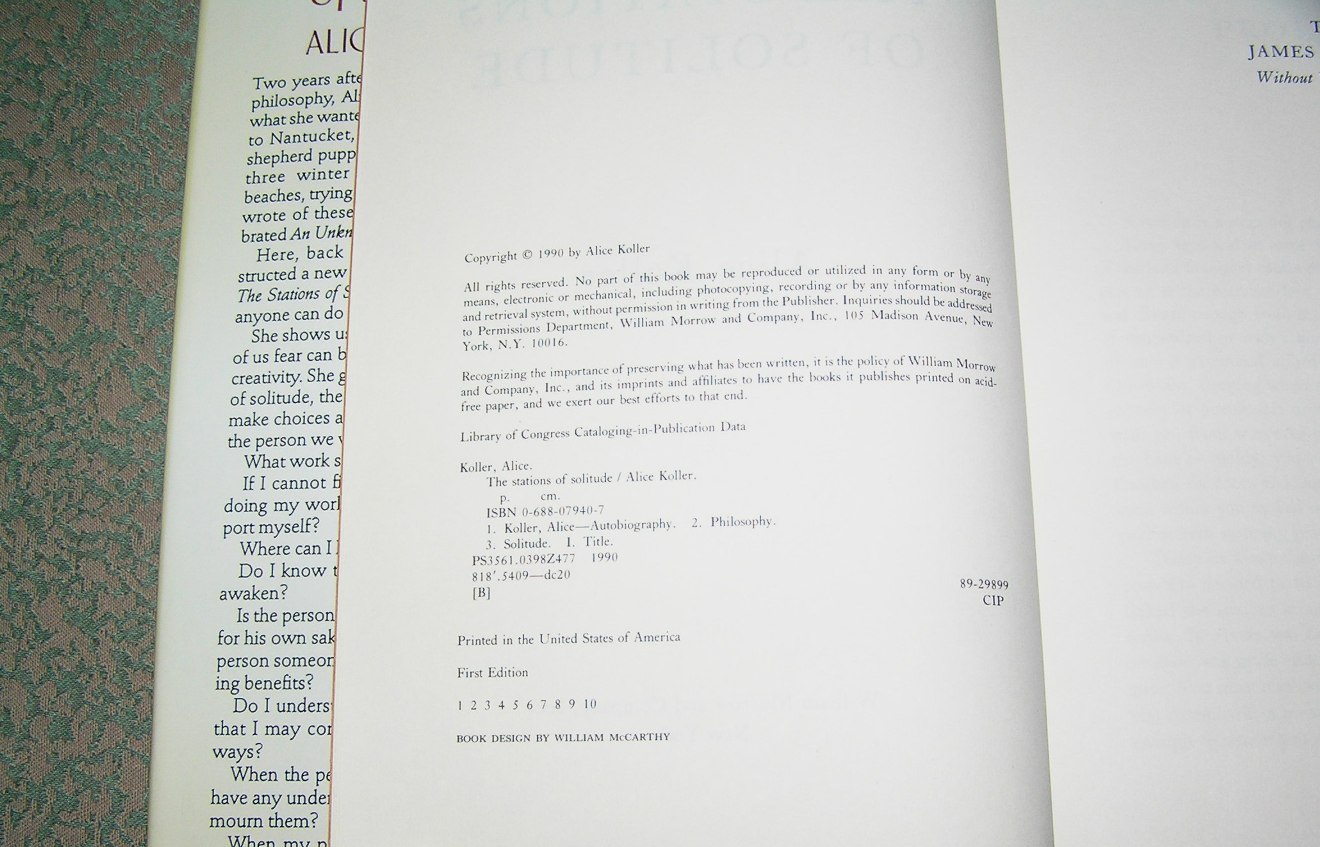 ALIC
Two years afte
philosophy, Al
what she wante
to Nantucket,
shepherd pupp
three winter
beaches, trying
wrote of these
brated An Unkn
Here, back
structed a new
The Stations of S
anyone can do
She shows u
of us fear can b
creativity. She g
of solitude, the
make choices a
the person we
What work s
If I cannot fi
doing my worl
port myself?
Where can I
Do I know t
awaken?
Is the person
for his own sak
person someon
ing benefits?
Do I unders
that I may cor
ways?
When the pe
have any under
mourn them?
When my p
OF SOLITUDE
Copyright © 1990 by Alice Koller
All rights reserved. No part of this book may be reproduced or utilized in any form or by any
means, electronic or mechanical, including photocopying, recording or by any information storage
and retrieval system, without permission in writing from the Publisher. Inquiries should be addressed
to Permissions Department, William Morrow and Company, Inc., 105 Madison Avenue, New
York, N.Y. 10016.
Recognizing the importance of preserving what has been written, it is the policy of William Morrow
and Company, Inc., and its imprints and affiliates to have the books it publishes printed on acid-
free paper, and we exert our best efforts to that end.
Library of Congress Cataloging-in-Publication Data
Koller, Alice.
The stations of solitude / Alice Koller.
p. cm.
ISBN 0-688-07940-7
1. Koller, Alice—Autobiography. 2. Philosophy.
3. Solitude. I. Title.
PS3561.0398Z477 1990
818'.5409—dc20
[B]
89-29899
CIP
Printed in the United States of America
First Edition
1 2 3 4 5 6 7 8 9 10
BOOK DESIGN BY WILLIAM McCARTHY
T
JAMES
Without